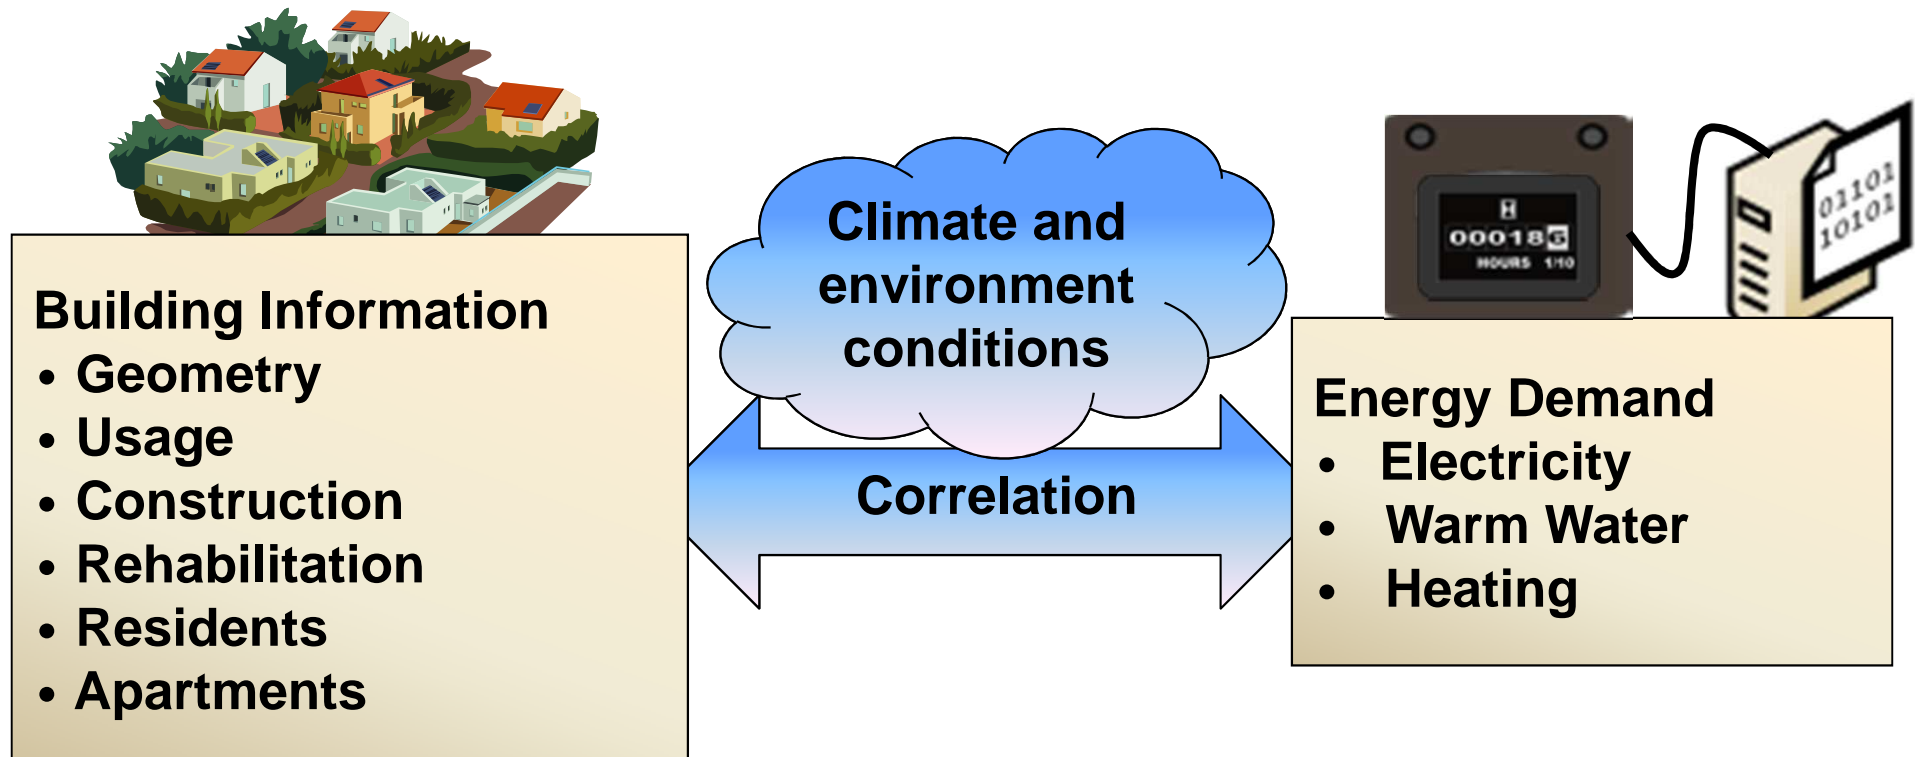 Building Information
• Geometry
• Usage
• Construction
• Rehabilitation
• Residents
• Apartments
Climate and
environment
conditions
Correlation
H
000186
HOURS 1/10
01101
10101
Energy Demand
• Electricity
• Warm Water
• Heating